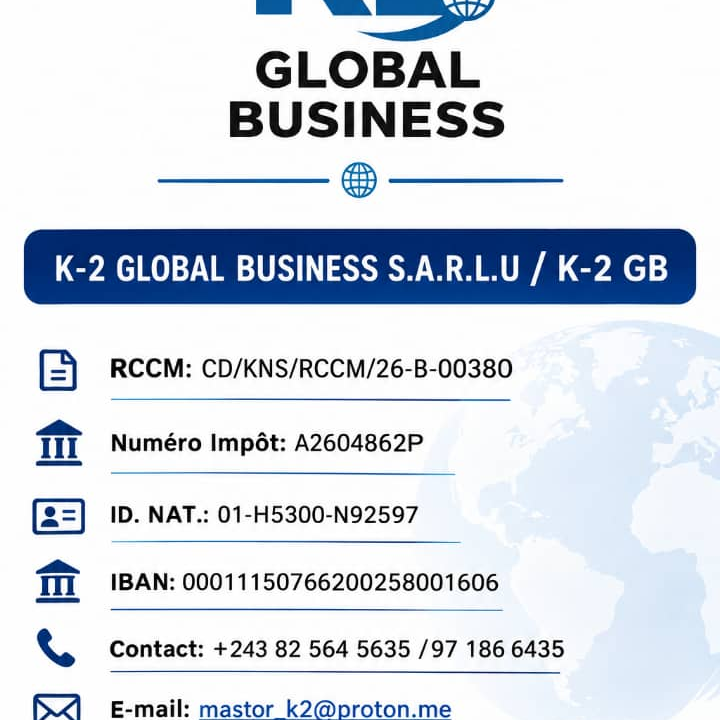 GLOBAL
BUSINESS
K-2 GLOBAL BUSINESS S.A.R.L.U / K-2 GB
RCCM: CD/KNS/RCCM/26-B-00380
Numéro Impôt: A2604862P
ID. NAT.: 01-H5300-N92597
IBAN: 00011150766200258001606
Contact: +243 82 564 5635 / 97 186 6435
E-mail: mastor_k2@proton.me